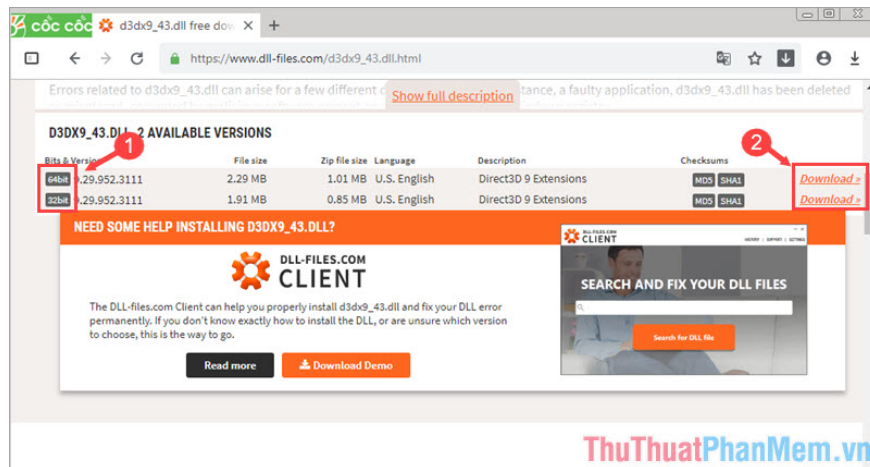 cốc cốc d3dx9_43.dll free dow
https://www.dll-files.com/d3dx9_43.dll.html
Errors related to d3dx9_43.dll can arise for a few different tance, a faulty application, d3dx9_43.dll has been deleted
Show full description
D3DX9_43.DLL, 2 AVAILABLE VERSIONS
1
2
Bits & Version File size Zip file size Language Description Checksums
64bit 9.29.952.3111 2.29 MB 1.01 MB U.S. English Direct3D 9 Extensions MD5 SHA1 Download »
32bit 9.29.952.3111 1.91 MB 0.85 MB U.S. English Direct3D 9 Extensions MD5 SHA1 Download »
NEED SOME HELP INSTALLING D3DX9_43.DLL?
DLL-FILES.COM
CLIENT
The DLL-files.com Client can help you properly install d3dx9_43.dll and fix your DLL error
permanently. If you don't know exactly how to install the DLL, or are unsure which version
to choose, this is the way to go.
Read more Download Demo
DLL-FILES.COM
CLIENT
HISTORY | SUPPORT | SETTINGS
SEARCH AND FIX YOUR DLL FILES
Search for DLL file
ThuThuatPhanMem.vn